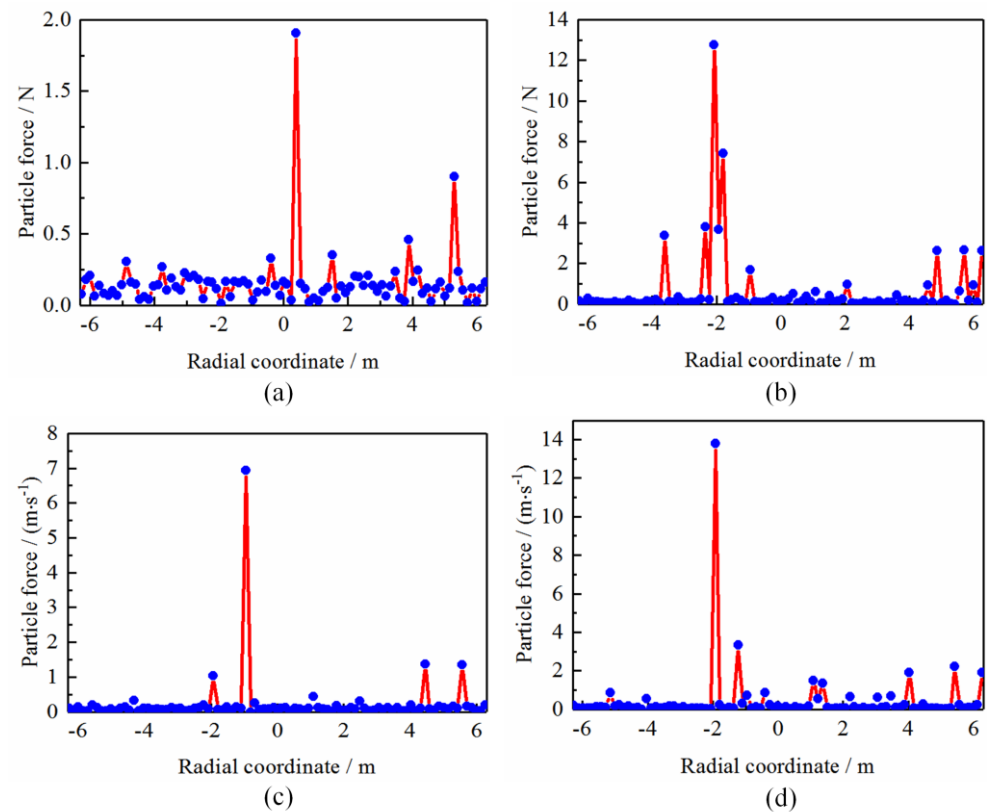 2.0
1.5
1.0
0.5
0.0
Particle force / N
-6 -4 -2 0 2 4 6
Radial coordinate / m
(a)
14
12
10
8
6
4
2
0
Particle force / N
-6 -4 -2 0 2 4 6
Radial coordinate / m
(b)
8
7
6
5
4
3
2
1
0
Particle force / (m·s⁻¹)
-6 -4 -2 0 2 4 6
Radial coordinate / m
(c)
14
12
10
8
6
4
2
0
Particle force / (m·s⁻¹)
-6 -4 -2 0 2 4 6
Radial coordinate / m
(d)